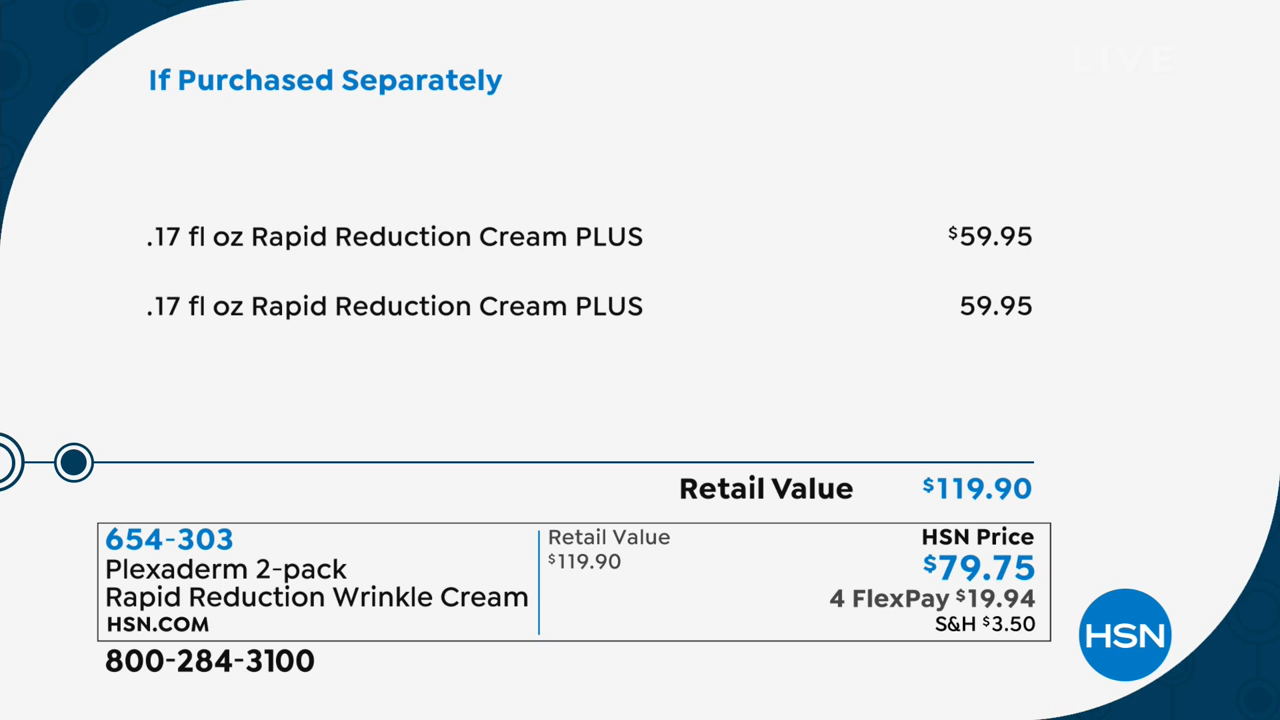 LIVE
If Purchased Separately
.17 fl oz Rapid Reduction Cream PLUS $59.95
.17 fl oz Rapid Reduction Cream PLUS 59.95
Retail Value $119.90
654-303
Plexaderm 2-pack
Rapid Reduction Wrinkle Cream
HSN.COM
Retail Value
$119.90
HSN Price
$79.75
4 FlexPay $19.94
S&H $3.50
800-284-3100
HSN